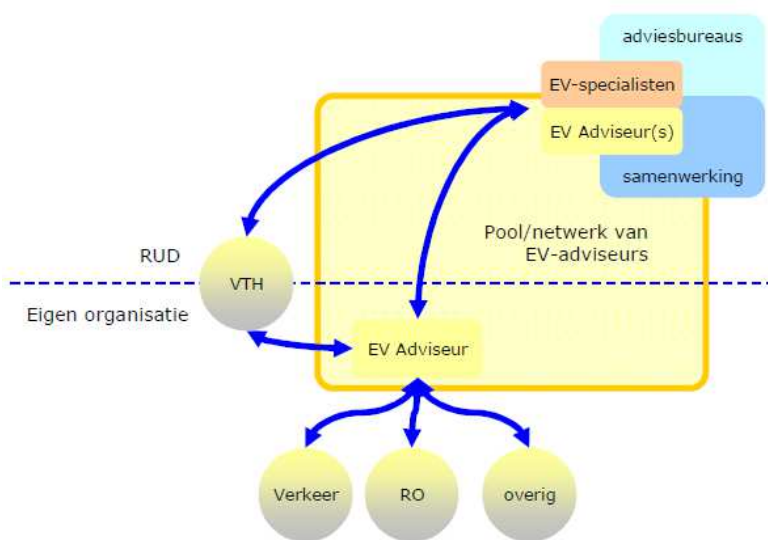 adviesbureaus
EV-specialisten
EV Adviseur(s)
samenwerking
Pool/netwerk van
EV-adviseurs
RUD
VTH
Eigen organisatie
EV Adviseur
Verkeer
RO
overig